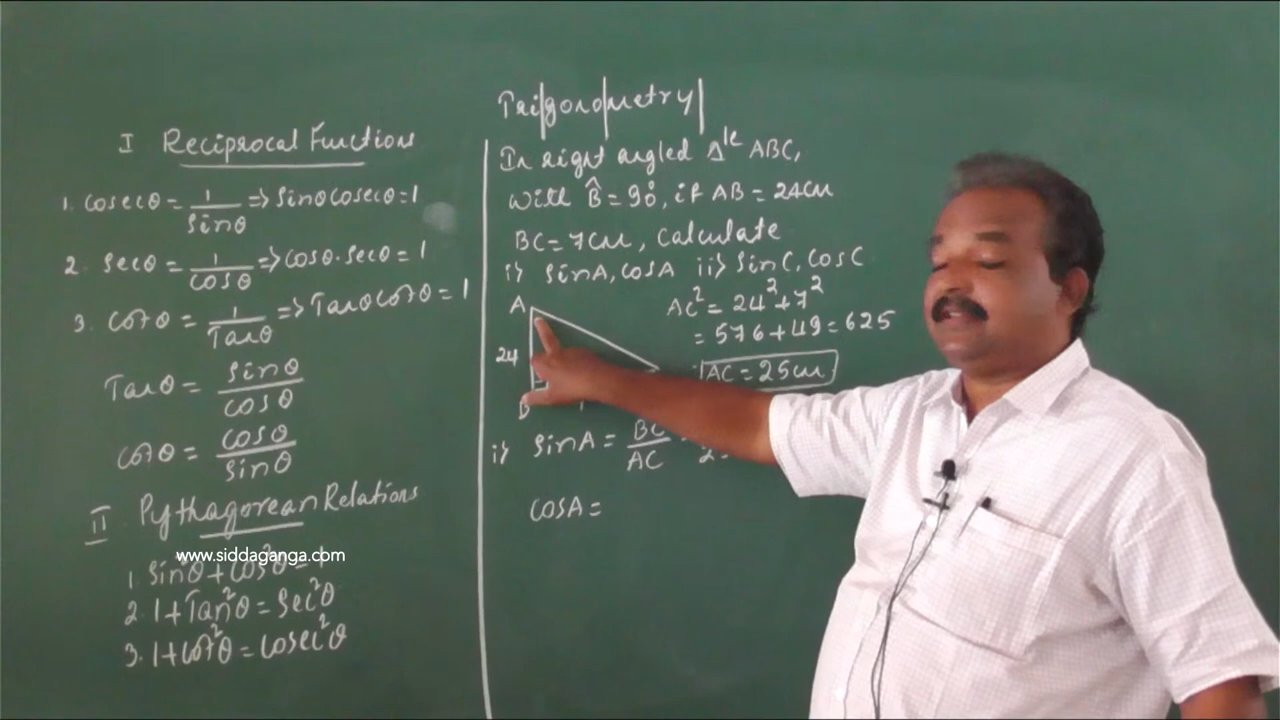 Trigonometry
I Reciprocal Functions
1. Cosecθ = 1/Sinθ => Sinθ Cosecθ = 1
2. Secθ = 1/Cosθ => Cosθ. Secθ = 1
3. Cotθ = 1/Tanθ => Tanθ Cotθ = 1
Tanθ = Sinθ/Cosθ
Cotθ = Cosθ/Sinθ
II Pythagorean Relations
www.siddaganga.com
1. Sin²θ + Cos²θ = 1
2. 1 + Tan²θ = Sec²θ
3. 1 + Cot²θ = Cosec²θ
In right angled Δle ABC,
With B̂ = 90°, if AB = 24cm
BC = 7cm, Calculate
i> SinA, CosA ii> SinC, CosC
A
24
B
AC² = 24² + 7²
= 576 + 49 = 625
AC = 25cm
i> SinA = BC/AC
CosA =